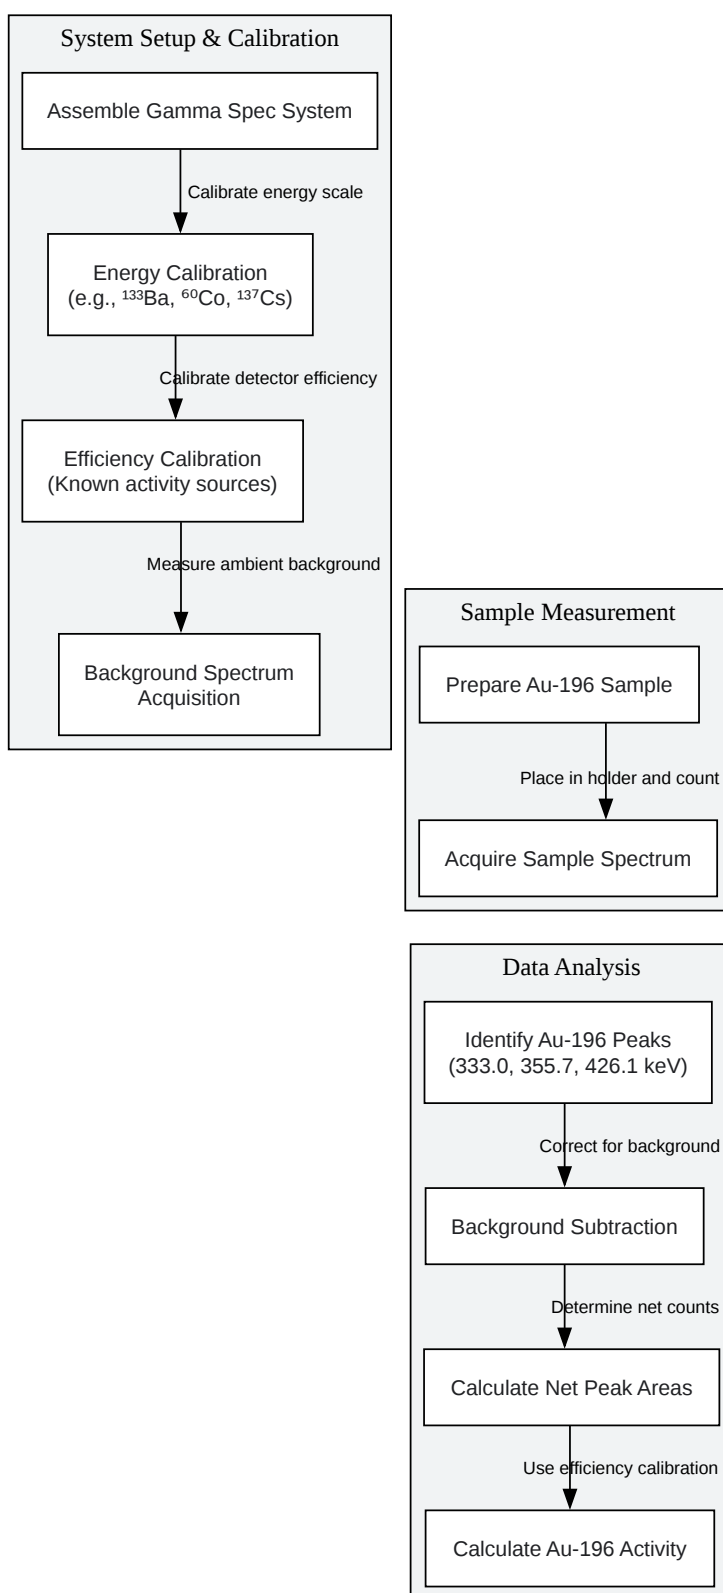 System Setup & Calibration
Assemble Gamma Spec System
Calibrate energy scale
Energy Calibration
(e.g., ¹³³Ba, ⁶⁰Co, ¹³⁷Cs)
Calibrate detector efficiency
Efficiency Calibration
(Known activity sources)
Measure ambient background
Background Spectrum
Acquisition
Sample Measurement
Prepare Au-196 Sample
Place in holder and count
Acquire Sample Spectrum
Data Analysis
Identify Au-196 Peaks
(333.0, 355.7, 426.1 keV)
Correct for background
Background Subtraction
Determine net counts
Calculate Net Peak Areas
Use efficiency calibration
Calculate Au-196 Activity